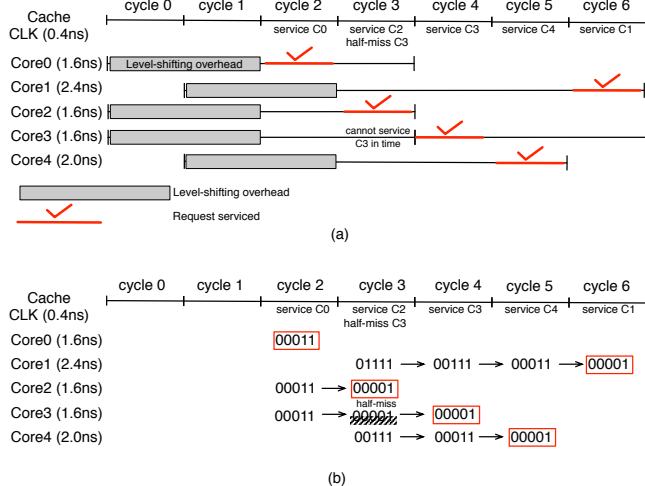 cycle 0 cycle 1 cycle 2 cycle 3 cycle 4 cycle 5 cycle 6
Cache
CLK (0.4ns)
service C0 service C2 service C3 service C4 service C1
half-miss C3
Core0 (1.6ns) Level-shifting overhead
Core1 (2.4ns)
Core2 (1.6ns)
Core3 (1.6ns) cannot service
C3 in time
Core4 (2.0ns)
Level-shifting overhead
Request serviced
(a)
cycle 0 cycle 1 cycle 2 cycle 3 cycle 4 cycle 5 cycle 6
Cache
CLK (0.4ns)
service C0 service C2 service C3 service C4 service C1
half-miss C3
Core0 (1.6ns) 00011
Core1 (2.4ns) 01111 00111 00011 00001
Core2 (1.6ns) 00011 00001
half-miss
Core3 (1.6ns) 00011 00001 00001
Core4 (2.0ns) 00111 00011 00001
(b)